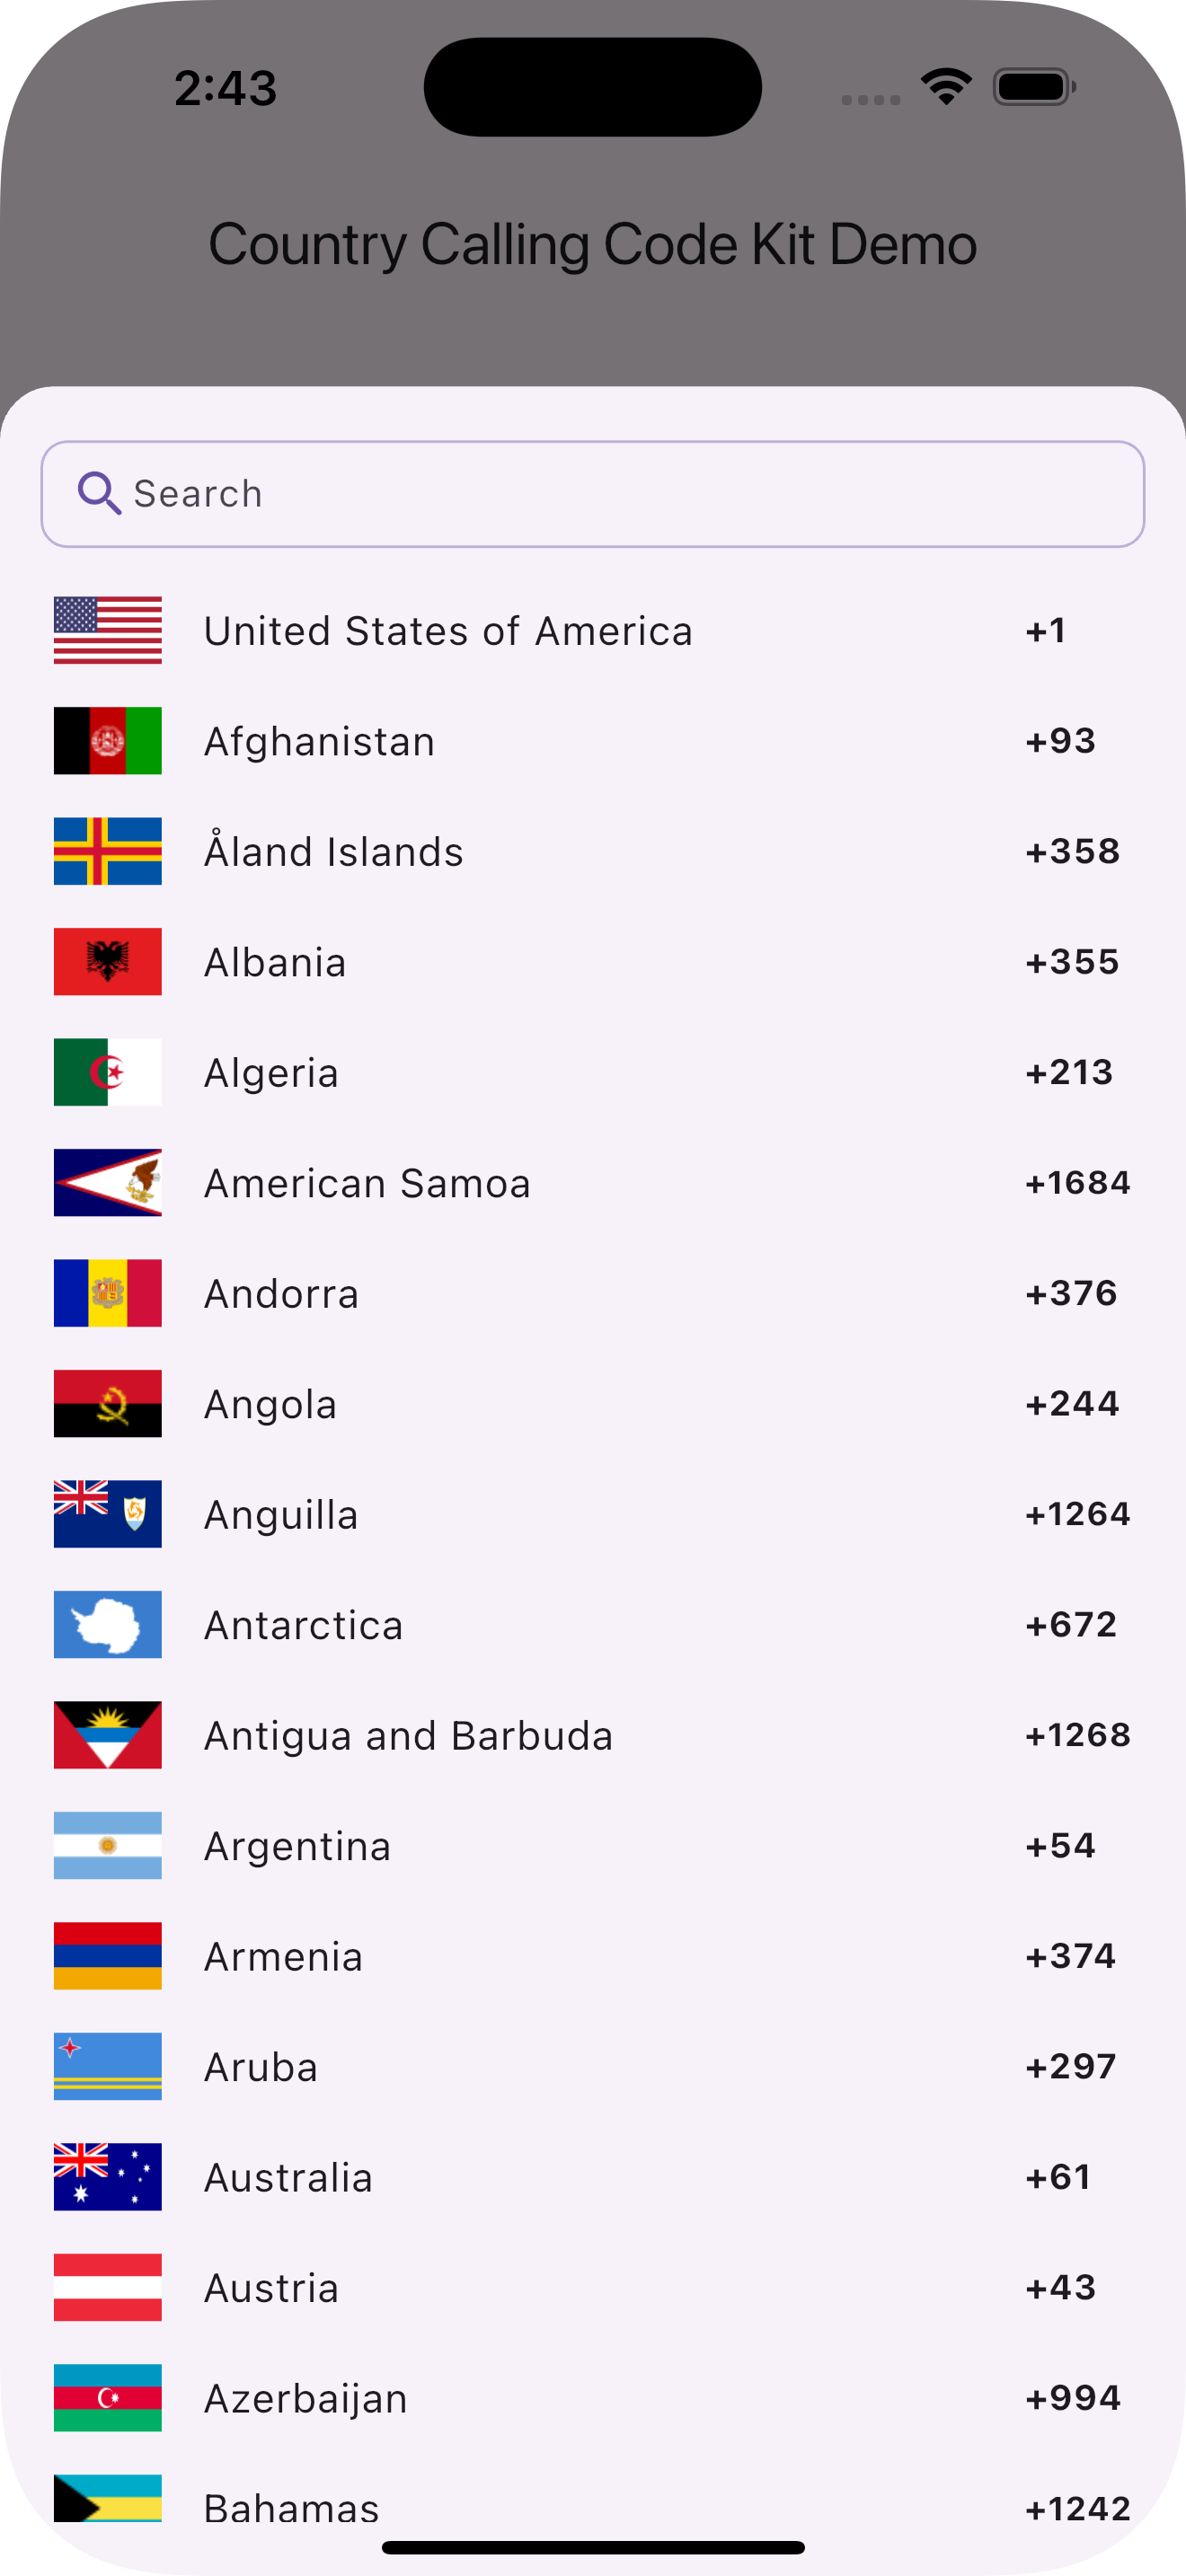 2:43
Country Calling Code Kit Demo
Search
United States of America +1
Afghanistan +93
Åland Islands +358
Albania +355
Algeria +213
American Samoa +1684
Andorra +376
Angola +244
Anguilla +1264
Antarctica +672
Antigua and Barbuda +1268
Argentina +54
Armenia +374
Aruba +297
Australia +61
Austria +43
Azerbaijan +994
Bahamas +1242